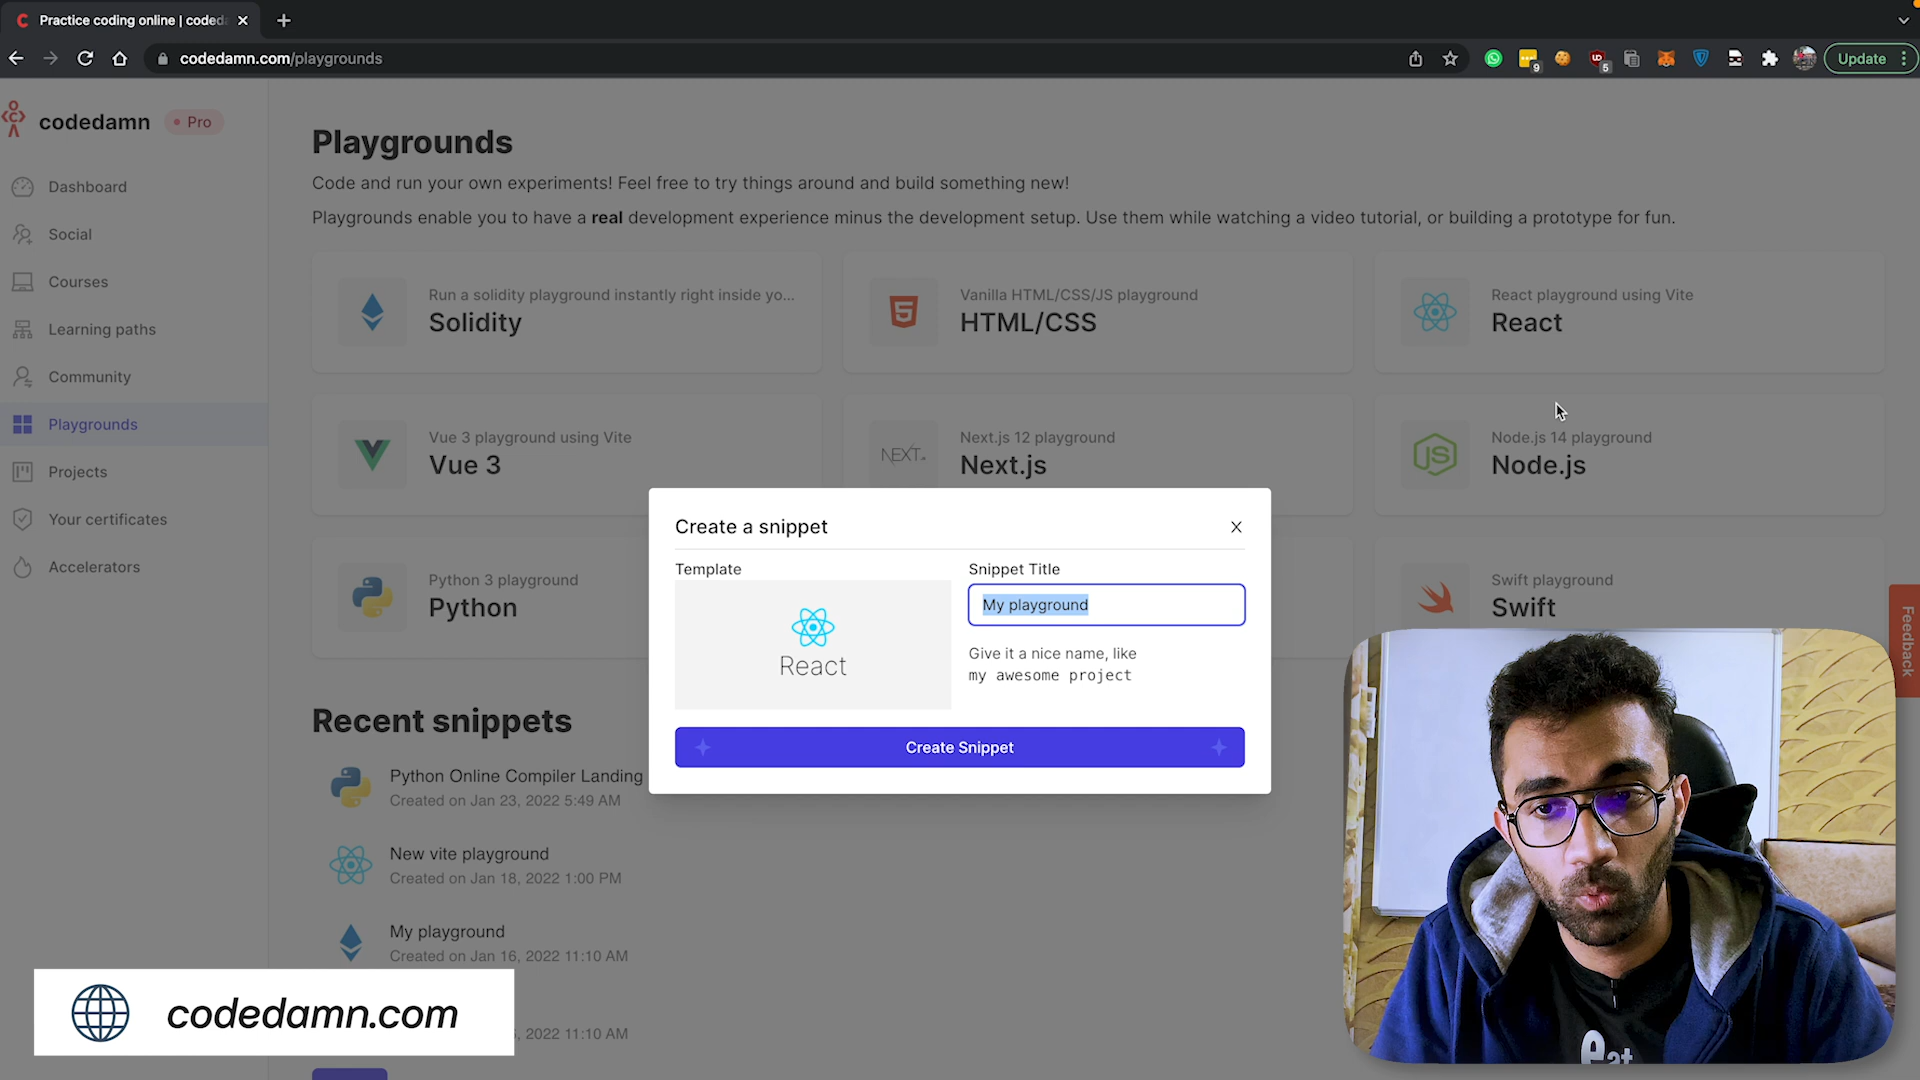 Practice coding online | coded
codedamn.com/playgrounds
9
5
Update
codedamn
Pro
Dashboard
Social
Courses
Learning paths
Community
Playgrounds
Projects
Your certificates
Accelerators
Playgrounds
Code and run your own experiments! Feel free to try things around and build something new!
Playgrounds enable you to have a real development experience minus the development setup. Use them while watching a video tutorial, or building a prototype for fun.
Run a solidity playground instantly right inside yo...
Solidity
Vanilla HTML/CSS/JS playground
HTML/CSS
React playground using Vite
React
Vue 3 playground using Vite
Vue 3
NEXT.
Next.js 12 playground
Next.js
JS
Node.js 14 playground
Node.js
Python 3 playground
Python
Swift playground
Swift
Create a snippet
Template
React
Snippet Title
My playground
Give it a nice name, like
my awesome project
Create Snippet
Feedback
Recent snippets
Python Online Compiler Landing
Created on Jan 23, 2022 5:49 AM
New vite playground
Created on Jan 18, 2022 1:00 PM
My playground
Created on Jan 16, 2022 11:10 AM
, 2022 11:10 AM
codedamn.com
eat